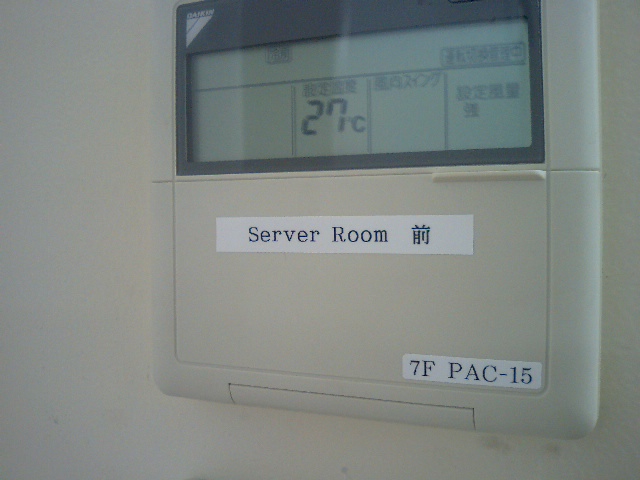 DAIKIN
設定温度 風向スイング 設定風量
27℃ 強
Server Room 前
7F PAC-15